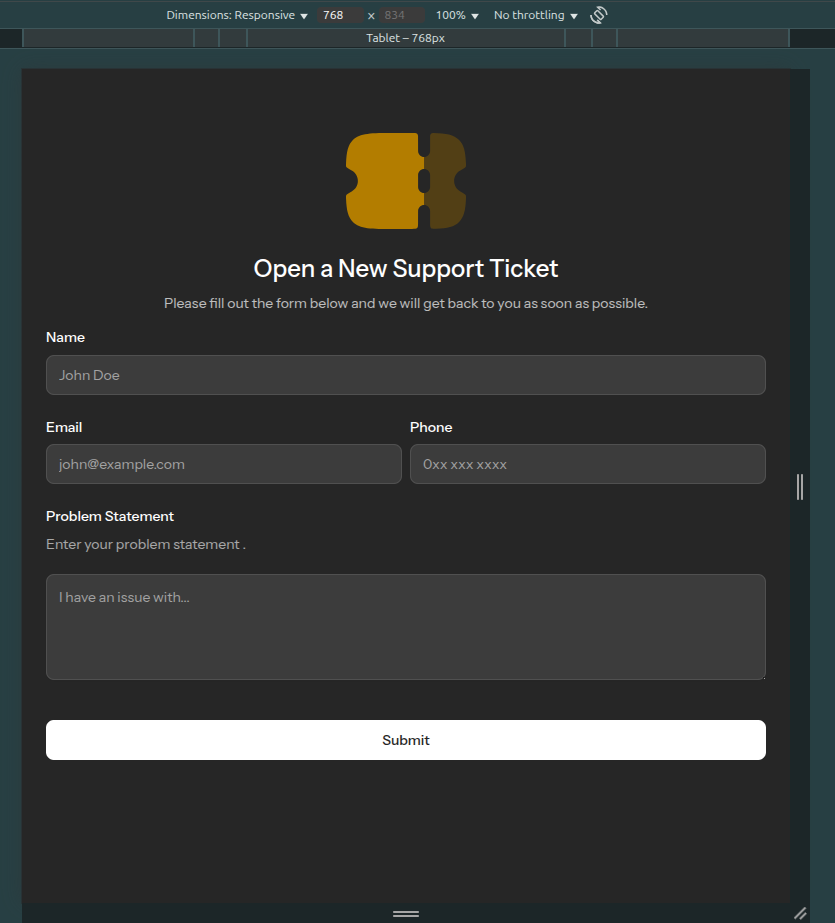 Dimensions: Responsive ▼ 768 x 834 100% ▼ No throttling ▼
Tablet – 768px
Open a New Support Ticket
Please fill out the form below and we will get back to you as soon as possible.
Name
John Doe
Email Phone
john@example.com 0xx xxx xxxx
Problem Statement
Enter your problem statement .
I have an issue with...
Submit